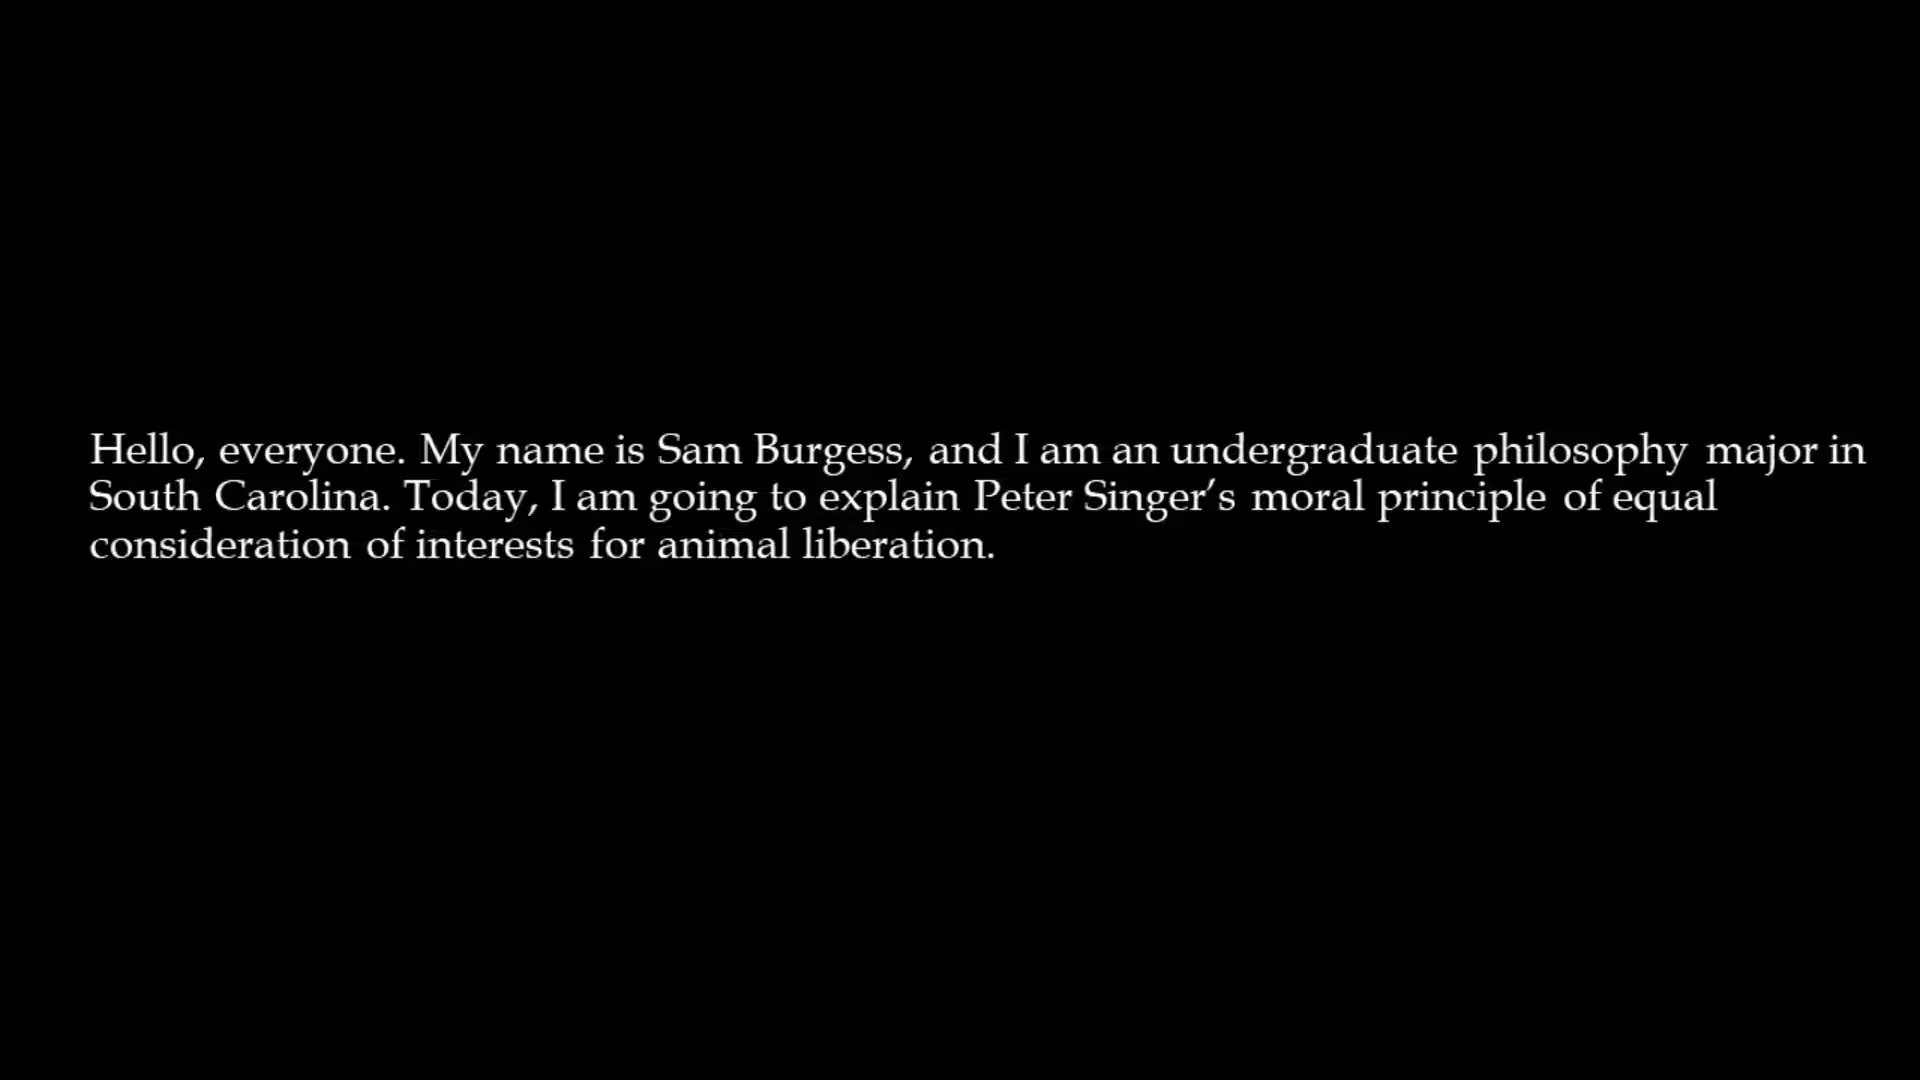 Hello, everyone. My name is Sam Burgess, and I am an undergraduate philosophy major in
South Carolina. Today, I am going to explain Peter Singer’s moral principle of equal
consideration of interests for animal liberation.